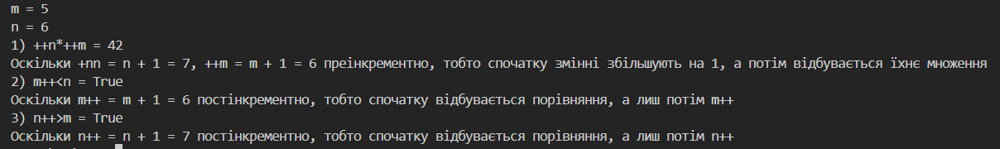 m = 5
n = 6
1) ++n*++m = 42
Оскільки +nn = n + 1 = 7, ++m = m + 1 = 6 преінкрементно, тобто спочатку змінні збільшують на 1, а потім відбувається їхнє множення
2) m++<n = True
Оскільки m++ = m + 1 = 6 постінкрементно, тобто спочатку відбувається порівняння, а лиш потім m++
3) n++>m = True
Оскільки n++ = n + 1 = 7 постінкрементно, тобто спочатку відбувається порівняння, а лиш потім n++